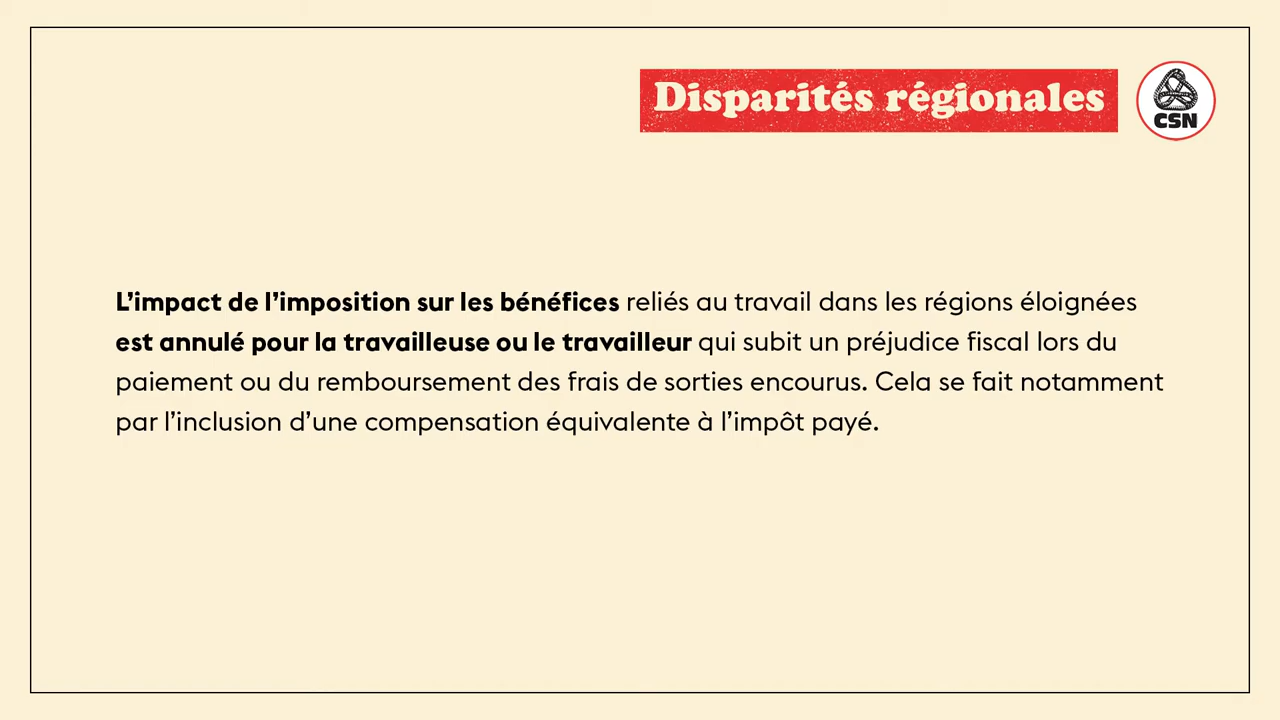 Disparités régionales
CSN
L’impact de l’imposition sur les bénéfices reliés au travail dans les régions éloignées
est annulé pour la travailleuse ou le travailleur qui subit un préjudice fiscal lors du
paiement ou du remboursement des frais de sorties encourus. Cela se fait notamment
par l’inclusion d’une compensation équivalente à l’impôt payé.